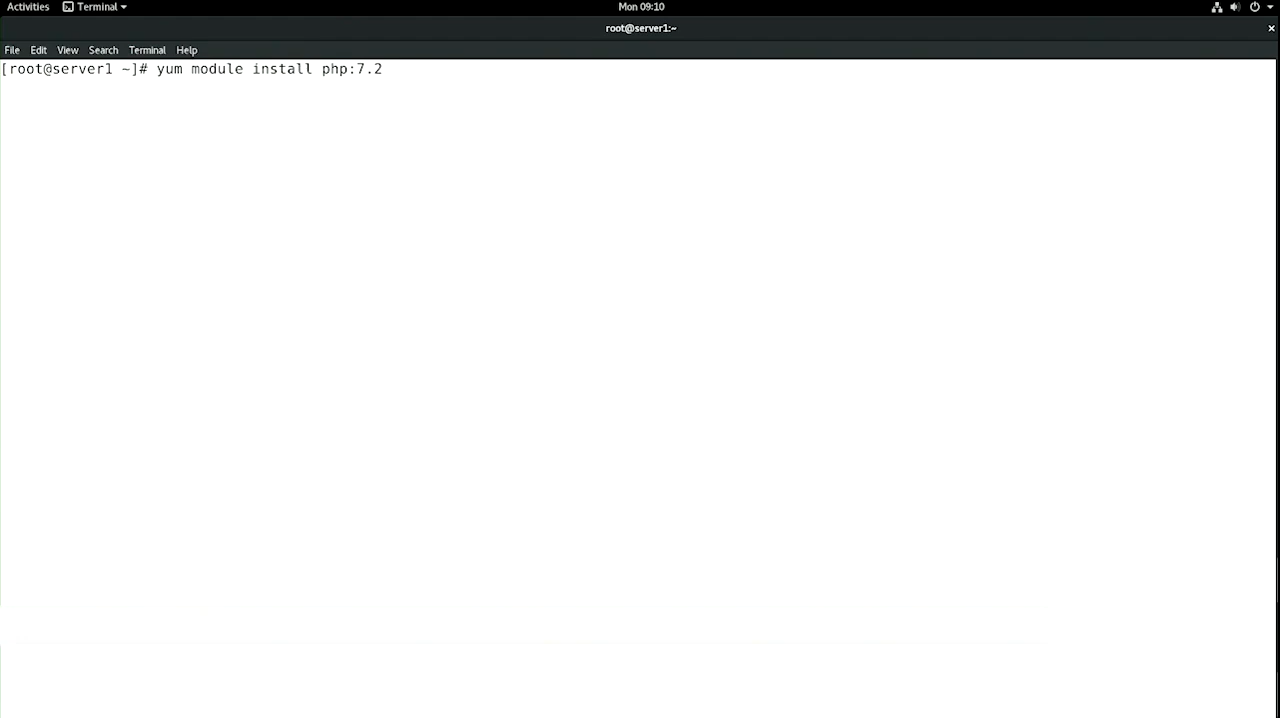 Activities Terminal Mon 09:10
root@server1:~ ×
File Edit View Search Terminal Help
[root@server1 ~]# yum module install php:7.2